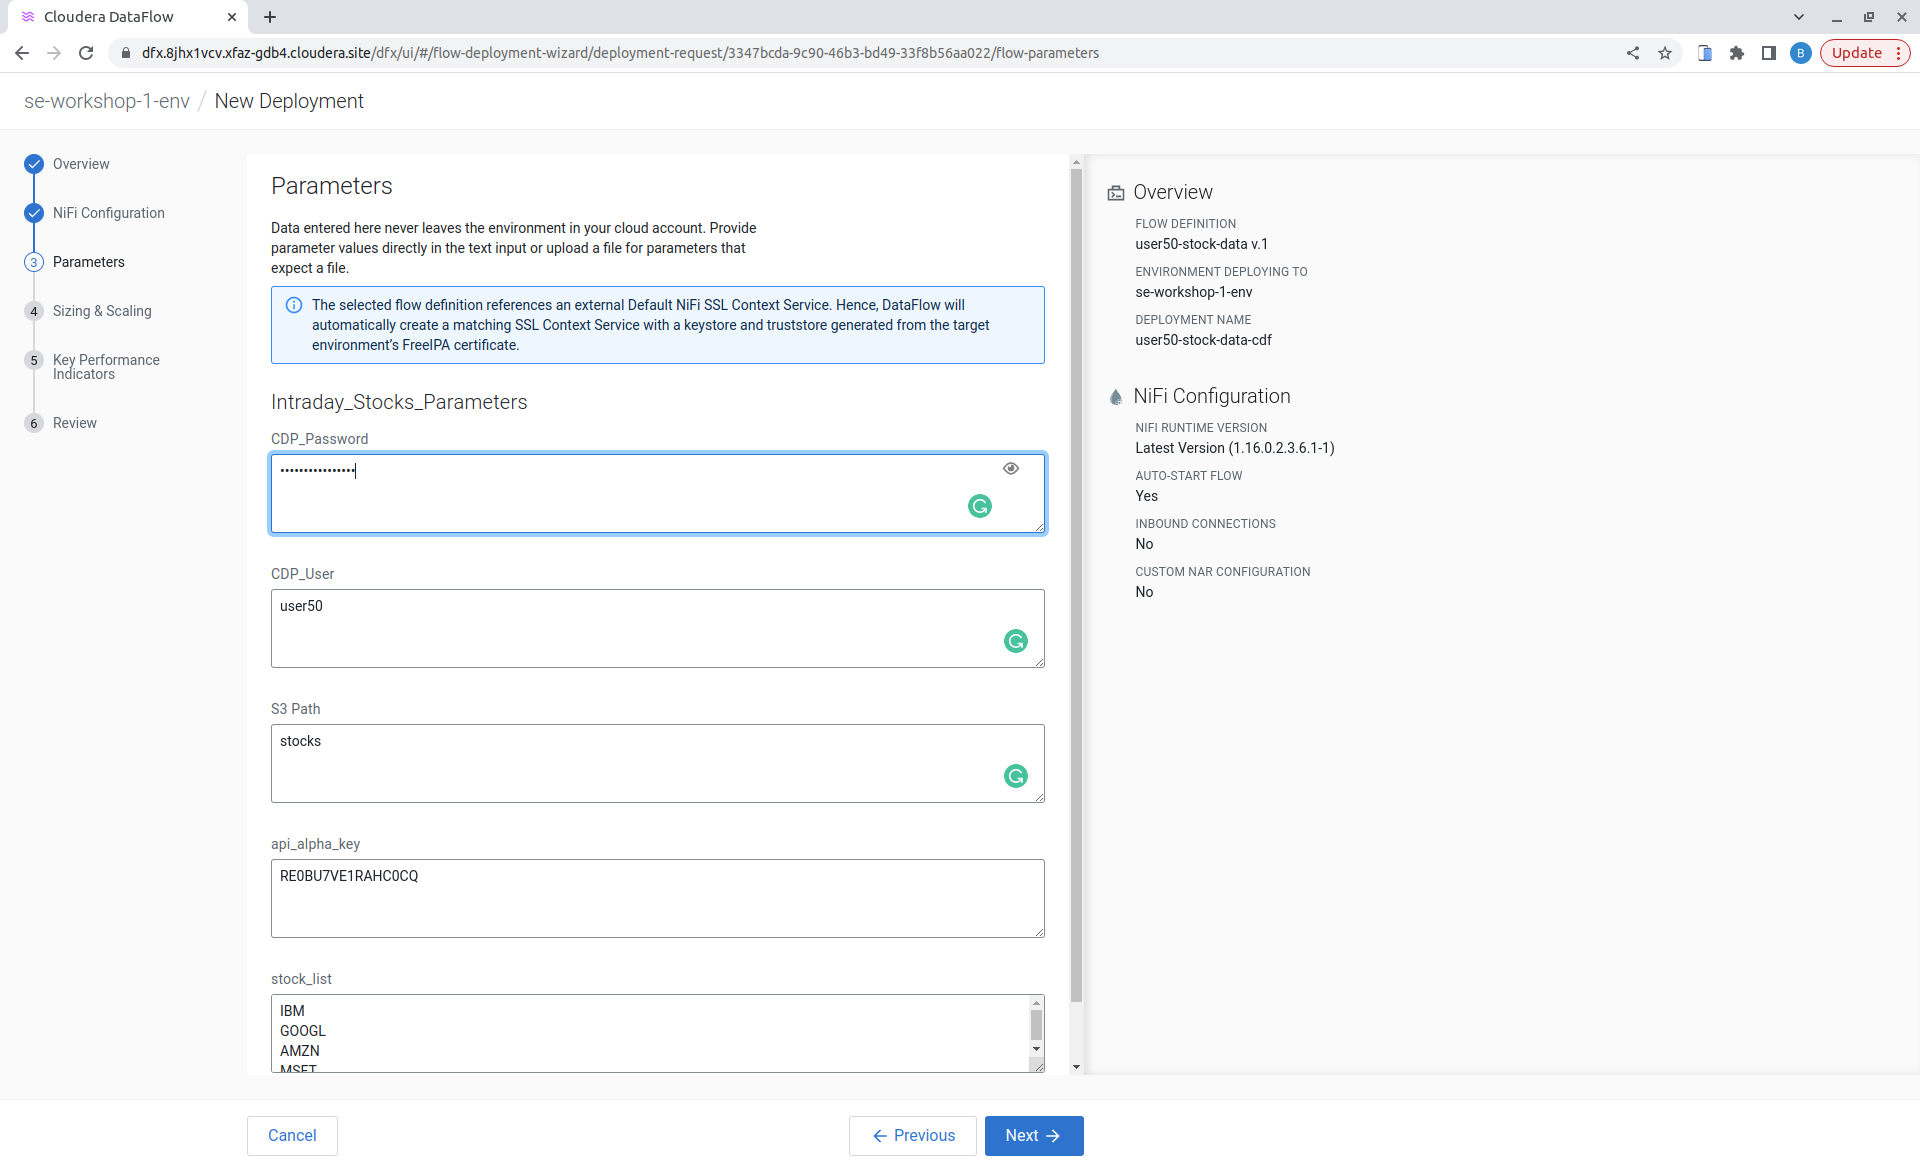 Cloudera DataFlow
dfx.8jhx1vcv.xfaz-gdb4.cloudera.site/dfx/ui/#/flow-deployment-wizard/deployment-request/3347bcda-9c90-46b3-bd49-33f8b56aa022/flow-parameters
B
Update
se-workshop-1-env / New Deployment
Overview
NiFi Configuration
3 Parameters
4 Sizing & Scaling
5 Key Performance
Indicators
6 Review
Parameters
Data entered here never leaves the environment in your cloud account. Provide
parameter values directly in the text input or upload a file for parameters that
expect a file.
The selected flow definition references an external Default NiFi SSL Context Service. Hence, DataFlow will
automatically create a matching SSL Context Service with a keystore and truststore generated from the target
environment's FreeIPA certificate.
Intraday_Stocks_Parameters
CDP_Password
••••••••••••••••
CDP_User
user50
S3 Path
stocks
api_alpha_key
RE0BU7VE1RAHC0CQ
stock_list
IBM
GOOGL
AMZN
MSFT
Overview
FLOW DEFINITION
user50-stock-data v.1
ENVIRONMENT DEPLOYING TO
se-workshop-1-env
DEPLOYMENT NAME
user50-stock-data-cdf
NiFi Configuration
NIFI RUNTIME VERSION
Latest Version (1.16.0.2.3.6.1-1)
AUTO-START FLOW
Yes
INBOUND CONNECTIONS
No
CUSTOM NAR CONFIGURATION
No
Cancel
Previous
Next